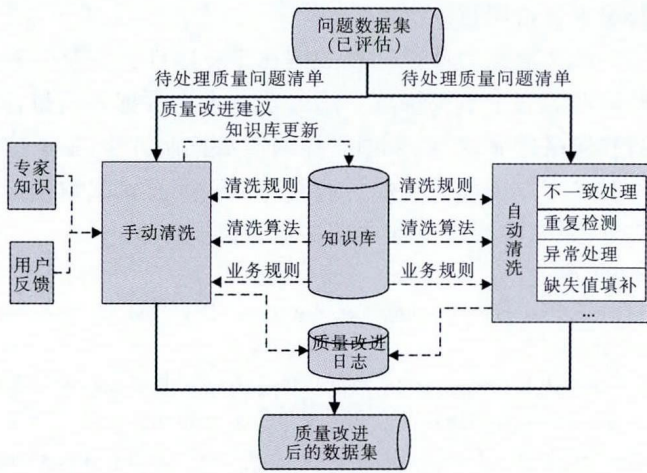 问题数据集
(已评估)
待处理质量问题清单
待处理质量问题清单
质量改进建议
知识库更新
专家
知识
用户
反馈
手动清洗
清洗规则
清洗算法
业务规则
知识库
清洗规则
清洗算法
业务规则
自动清洗
不一致处理
重复检测
异常处理
缺失值填补
...
质量改进
日志
质量改进
后的数据集